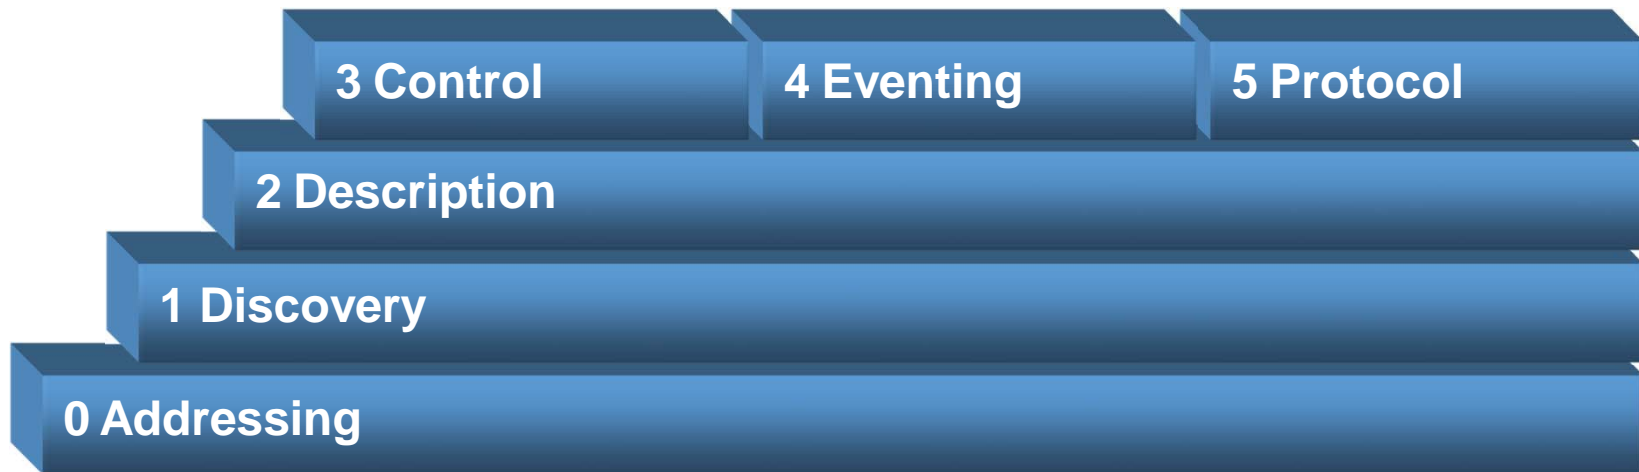 3 Control
4 Eventing
5 Protocol
2 Description
1 Discovery
0 Addressing